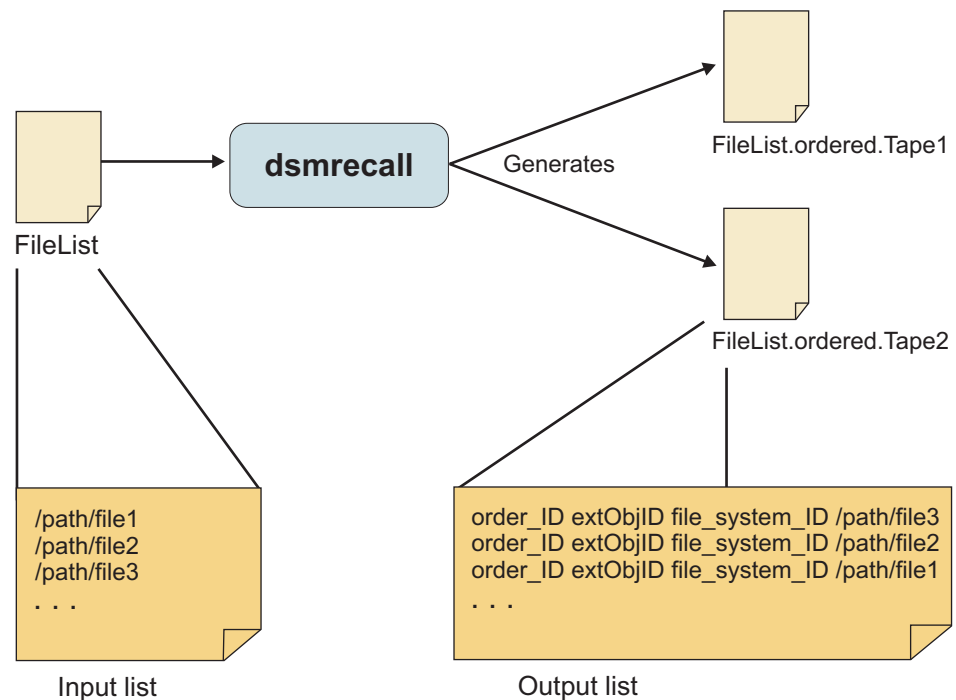 FileList
dsmrecall
Generates
FileList.ordered.Tape1
FileList.ordered.Tape2
/path/file1
/path/file2
/path/file3
. . .
Input list
order_ID extObjID file_system_ID /path/file3
order_ID extObjID file_system_ID /path/file2
order_ID extObjID file_system_ID /path/file1
. . .
Output list